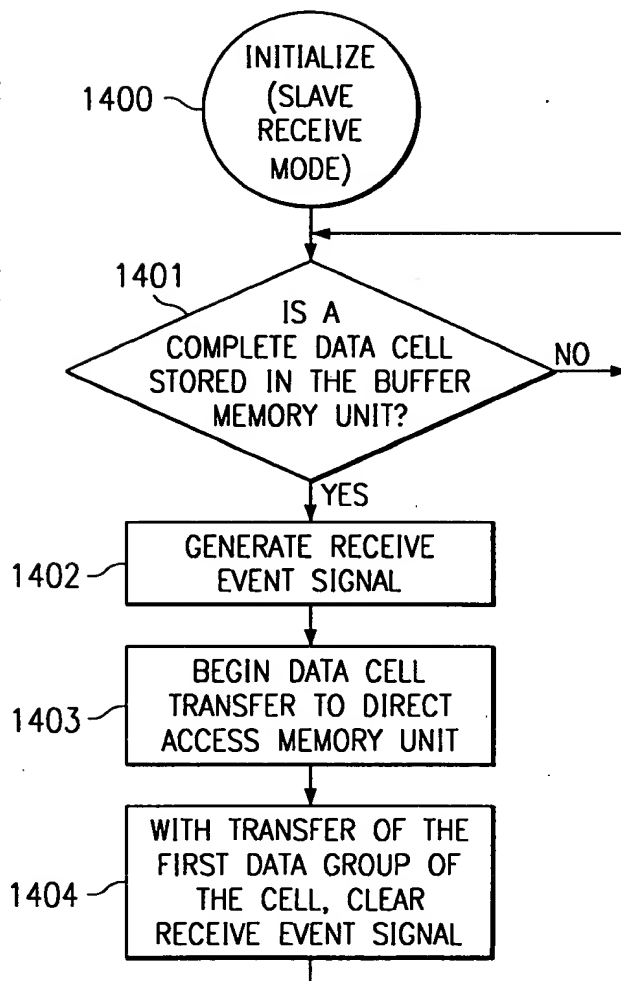 1400
INITIALIZE
(SLAVE
RECEIVE
MODE)
1401
IS A
COMPLETE DATA CELL
STORED IN THE BUFFER
MEMORY UNIT?
NO
YES
1402
GENERATE RECEIVE
EVENT SIGNAL
1403
BEGIN DATA CELL
TRANSFER TO DIRECT
ACCESS MEMORY UNIT
1404
WITH TRANSFER OF THE
FIRST DATA GROUP OF
THE CELL, CLEAR
RECEIVE EVENT SIGNAL